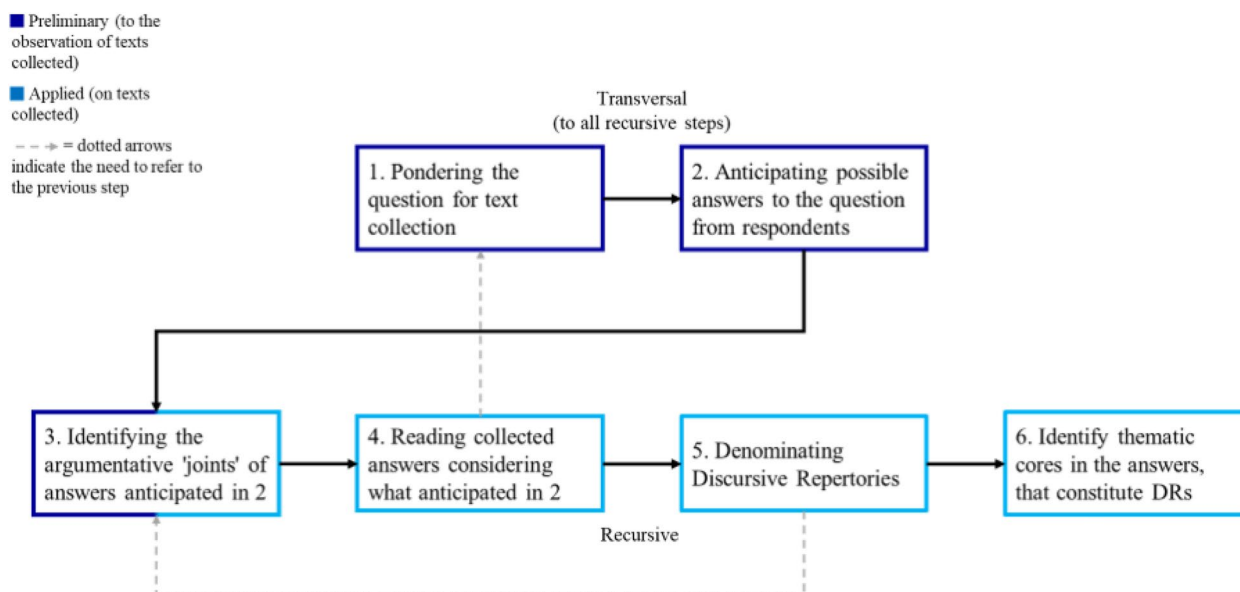 Preliminary (to the
observation of texts
collected)
Applied (on texts
collected)
= dotted arrows
indicate the need to refer to
the previous step
Transversal
(to all recursive steps)
1. Pondering the
question for text
collection
2. Anticipating possible
answers to the question
from respondents
3. Identifying the
argumentative 'joints' of
answers anticipated in 2
4. Reading collected
answers considering
what anticipated in 2
5. Denominating
Discursive Repertories
6. Identify thematic
cores in the answers,
that constitute DRs
Recursive